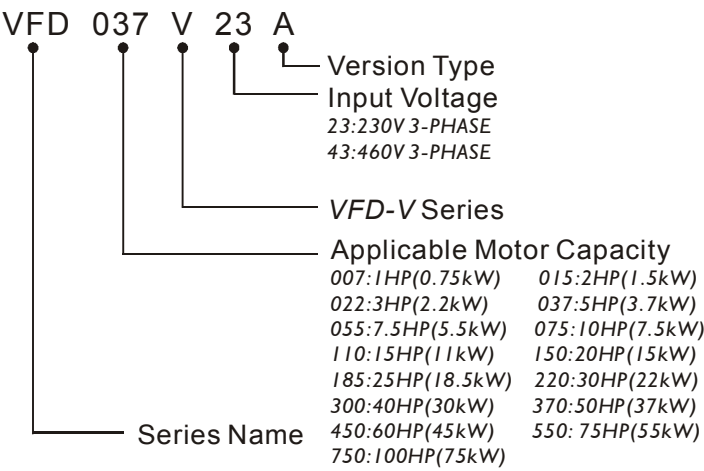 VFD 037 V 23 A
Version Type
Input Voltage
23:230V 3-PHASE
43:460V 3-PHASE
VFD-V Series
Applicable Motor Capacity
007:1HP(0.75kW) 015:2HP(1.5kW)
022:3HP(2.2kW) 037:5HP(3.7kW)
055:7.5HP(5.5kW) 075:10HP(7.5kW)
110:15HP(11kW) 150:20HP(15kW)
185:25HP(18.5kW) 220:30HP(22kW)
300:40HP(30kW) 370:50HP(37kW)
Series Name 450:60HP(45kW) 550: 75HP(55kW)
750:100HP(75kW)